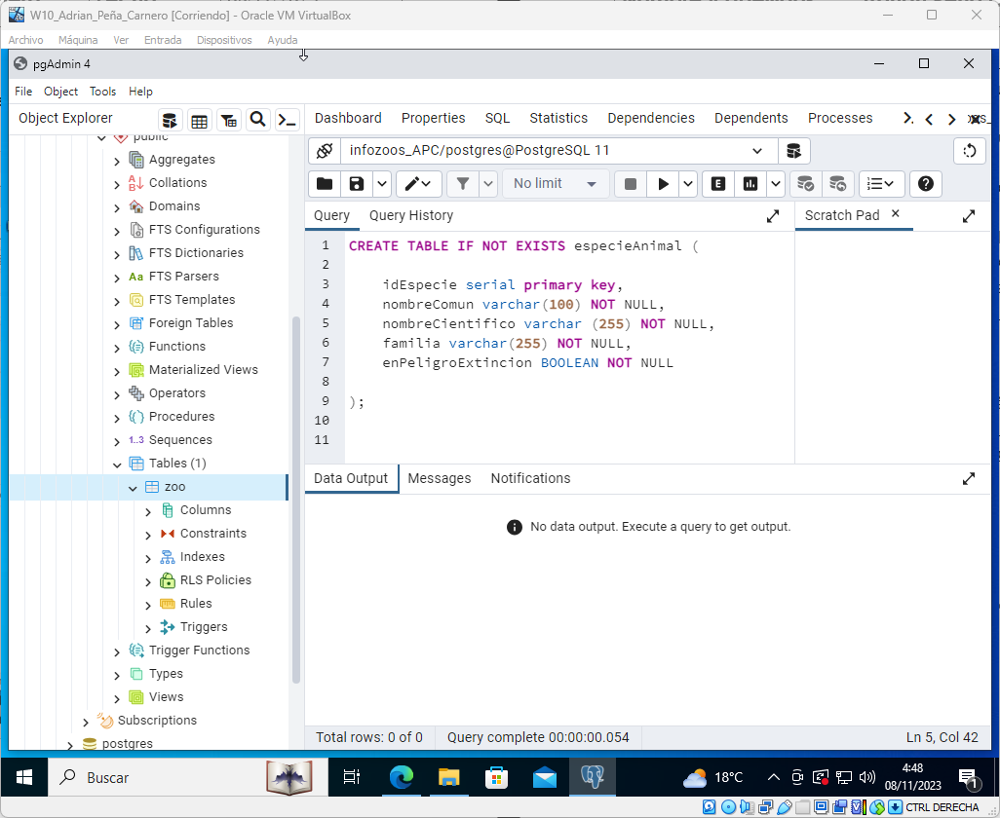 W10_Adrian_Peña_Carnero [Corriendo] - Oracle VM VirtualBox
Archivo Máquina Ver Entrada Dispositivos Ayuda
pgAdmin 4
File Object Tools Help
Object Explorer
Dashboard Properties SQL Statistics Dependencies Dependents Processes
public
Aggregates
Collations
Domains
FTS Configurations
FTS Dictionaries
Aa FTS Parsers
FTS Templates
Foreign Tables
Functions
Materialized Views
Operators
Procedures
1..3 Sequences
Tables (1)
zoo
Columns
Constraints
Indexes
RLS Policies
Rules
Triggers
Trigger Functions
Types
Views
Subscriptions
postgres
infozoos_APC/postgres@PostgreSQL 11
No limit
E
Query Query History
Scratch Pad
1 CREATE TABLE IF NOT EXISTS especieAnimal (
2
3 idEspecie serial primary key,
4 nombreComun varchar(100) NOT NULL,
5 nombreCientifico varchar (255) NOT NULL,
6 familia varchar(255) NOT NULL,
7 enPeligroExtincion BOOLEAN NOT NULL
8
9 );
10
11
Data Output Messages Notifications
No data output. Execute a query to get output.
Total rows: 0 of 0 Query complete 00:00:00.054 Ln 5, Col 42
Buscar
18°C
4:48
08/11/2023
1
CTRL DERECHA